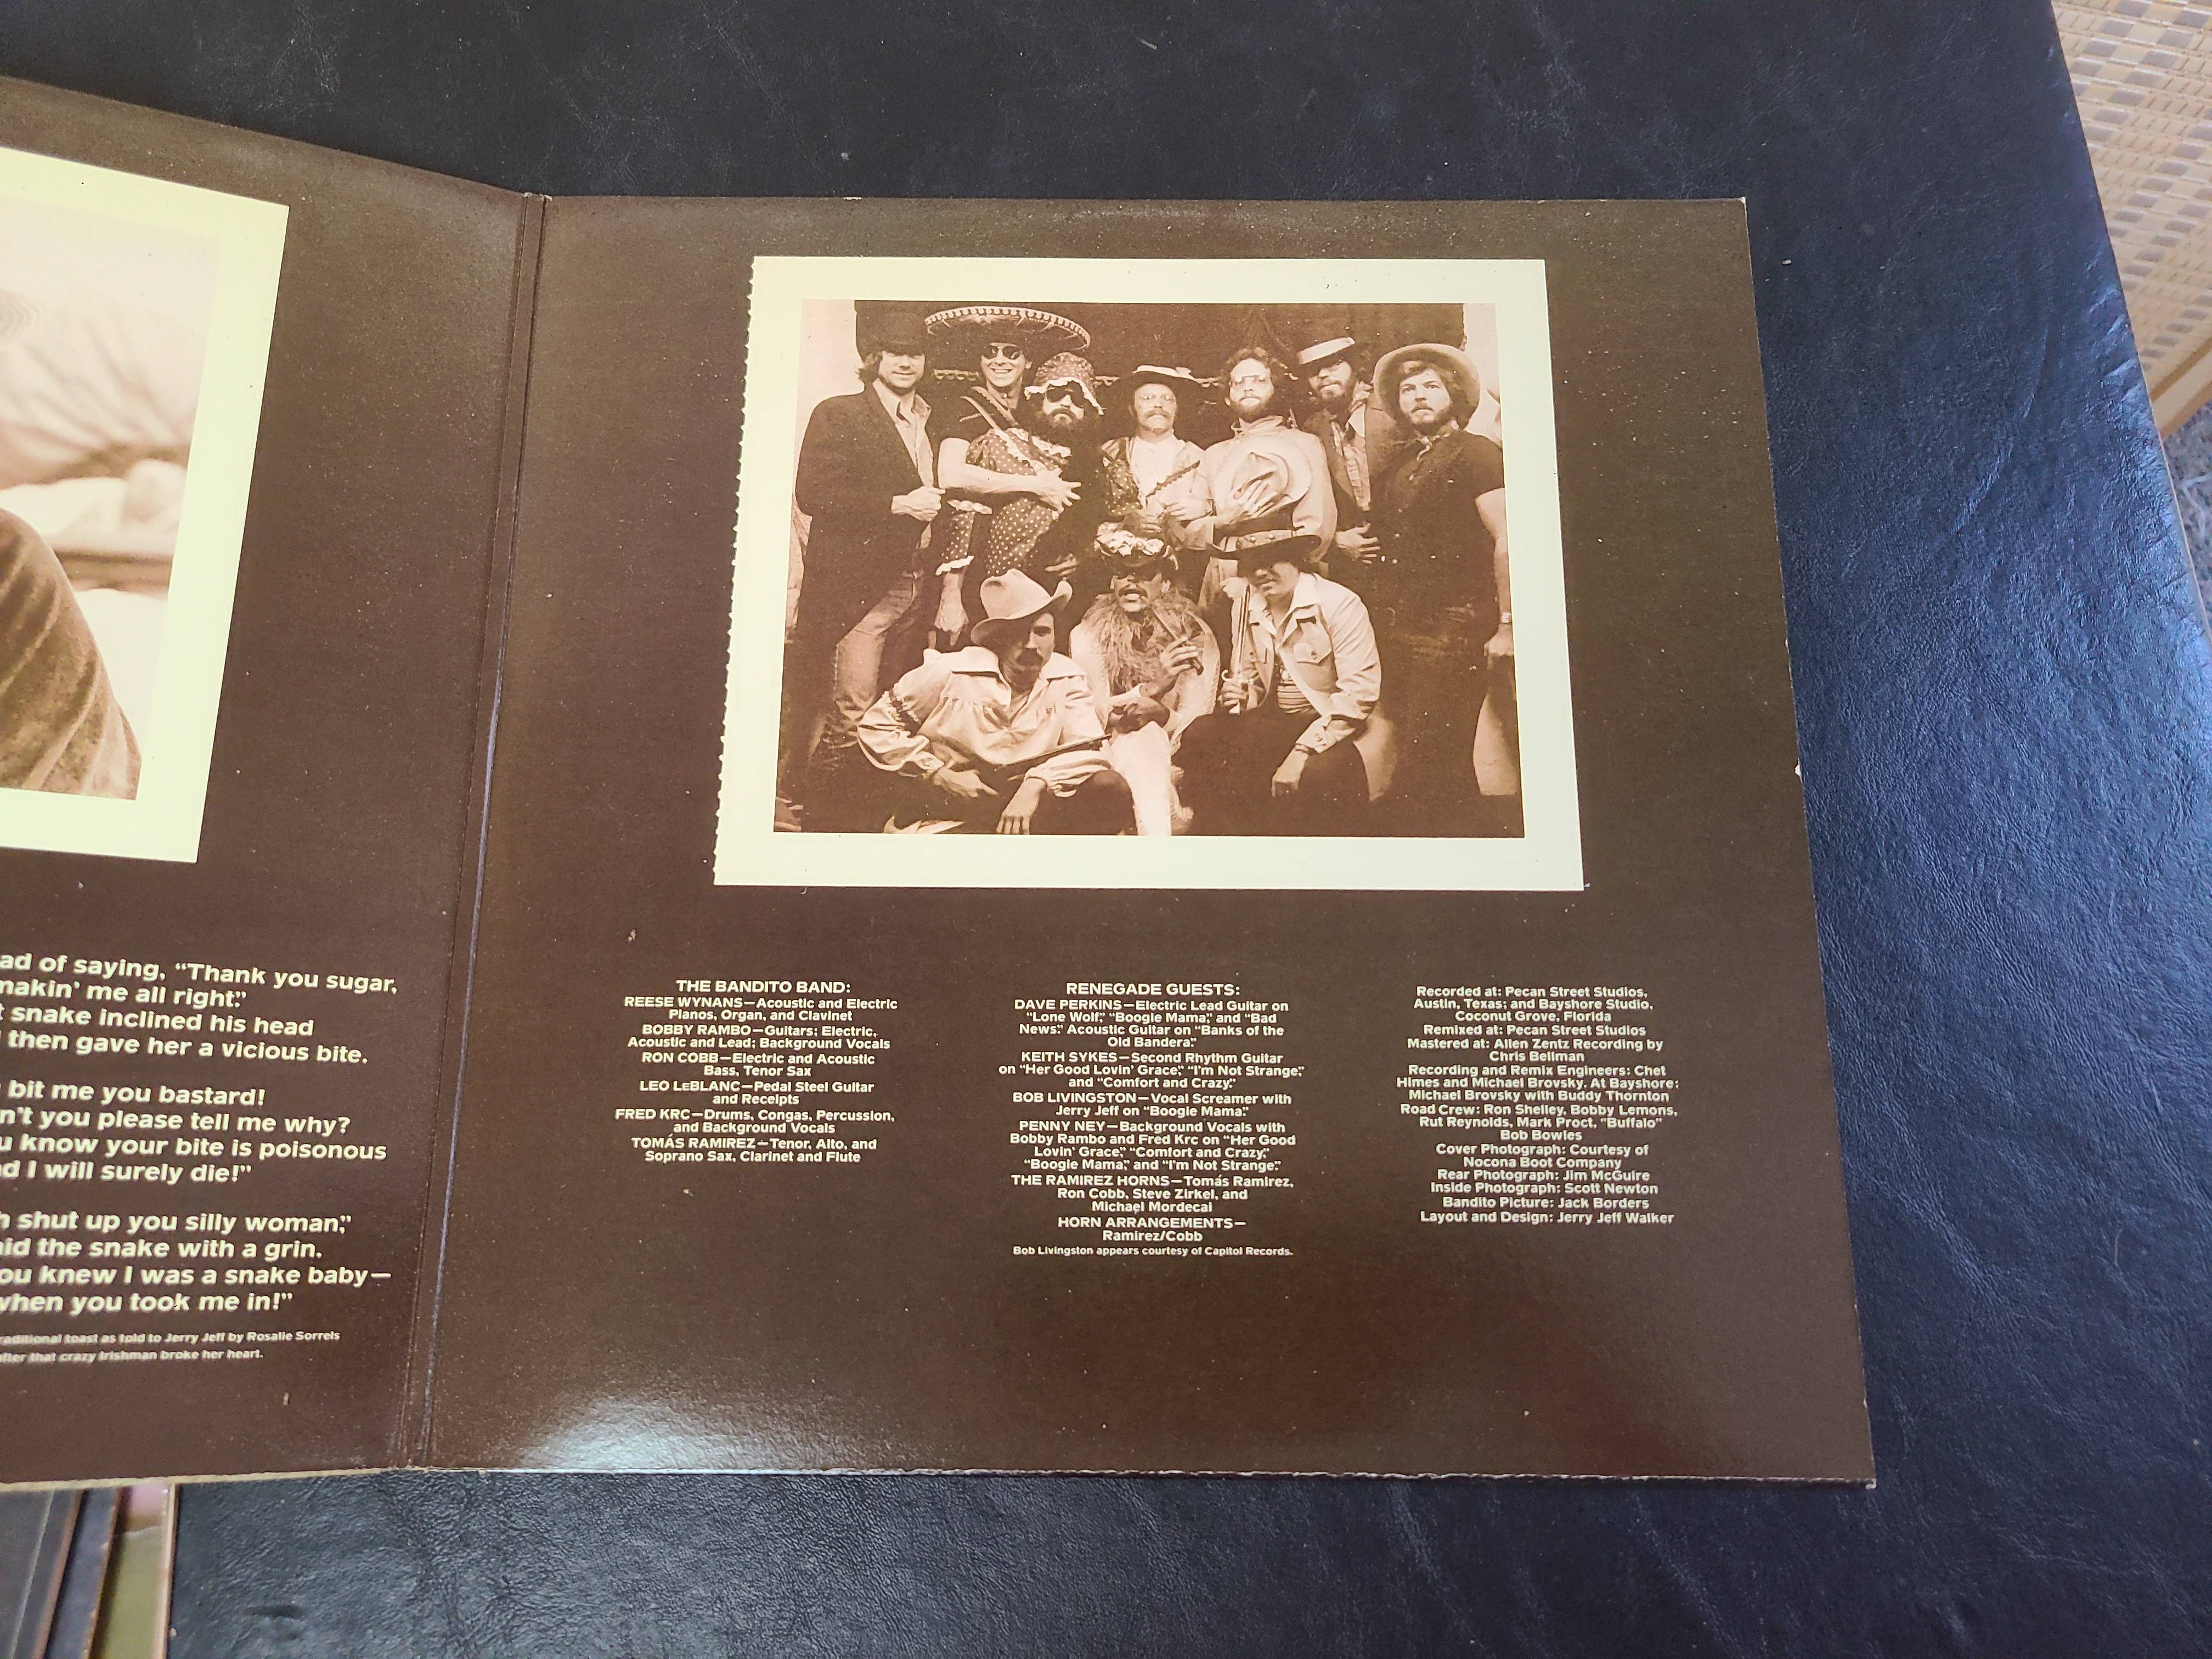 ad of saying, “Thank you sugar,
makin’ me all right.”
t snake inclined his head
then gave her a vicious bite.
bit me you bastard!
n’t you please tell me why?
u know your bite is poisonous
d I will surely die!”
h shut up you silly woman,”
aid the snake with a grin.
ou knew I was a snake baby—
when you took me in!”
raditional toast as told to Jerry Jeff by Rosalie Sorrels
after that crazy Irishman broke her heart.
THE BANDITO BAND:
REESE WYNANS—Acoustic and Electric
Pianos, Organ, and Clavinet
BOBBY RAMBO—Guitars; Electric,
Acoustic and Lead; Background Vocals
RON COBB—Electric and Acoustic
Bass, Tenor Sax
LEO LeBLANC—Pedal Steel Guitar
and Receipts
FRED KRC—Drums, Congas, Percussion,
and Background Vocals
TOMÁS RAMIREZ—Tenor, Alto, and
Soprano Sax, Clarinet and Flute
RENEGADE GUESTS:
DAVE PERKINS—Electric Lead Guitar on
“Lone Wolf,” “Boogie Mama,” and “Bad
News.” Acoustic Guitar on “Banks of the
Old Bandera.”
KEITH SYKES—Second Rhythm Guitar
on “Her Good Lovin’ Grace,” “I’m Not Strange,”
and “Comfort and Crazy.”
BOB LIVINGSTON—Vocal Screamer with
Jerry Jeff on “Boogie Mama.”
PENNY NEY—Background Vocals with
Bobby Rambo and Fred Krc on “Her Good
Lovin’ Grace,” “Comfort and Crazy,”
“Boogie Mama,” and “I’m Not Strange.”
THE RAMIREZ HORNS—Tomás Ramirez,
Ron Cobb, Steve Zirkel, and
Michael Mordecai
HORN ARRANGEMENTS—
Ramirez/Cobb
Bob Livingston appears courtesy of Capitol Records.
Recorded at: Pecan Street Studios,
Austin, Texas; and Bayshore Studio,
Coconut Grove, Florida
Remixed at: Pecan Street Studios
Mastered at: Allen Zentz Recording by
Chris Bellman
Recording and Remix Engineers: Chet
Himes and Michael Brovsky. At Bayshore:
Michael Brovsky with Buddy Thornton
Road Crew: Ron Shelley, Bobby Lemons,
Rut Reynolds, Mark Proct, “Buffalo”
Bob Bowles
Cover Photograph: Courtesy of
Nocona Boot Company
Rear Photograph: Jim McGuire
Inside Photograph: Scott Newton
Bandito Picture: Jack Borders
Layout and Design: Jerry Jeff Walker